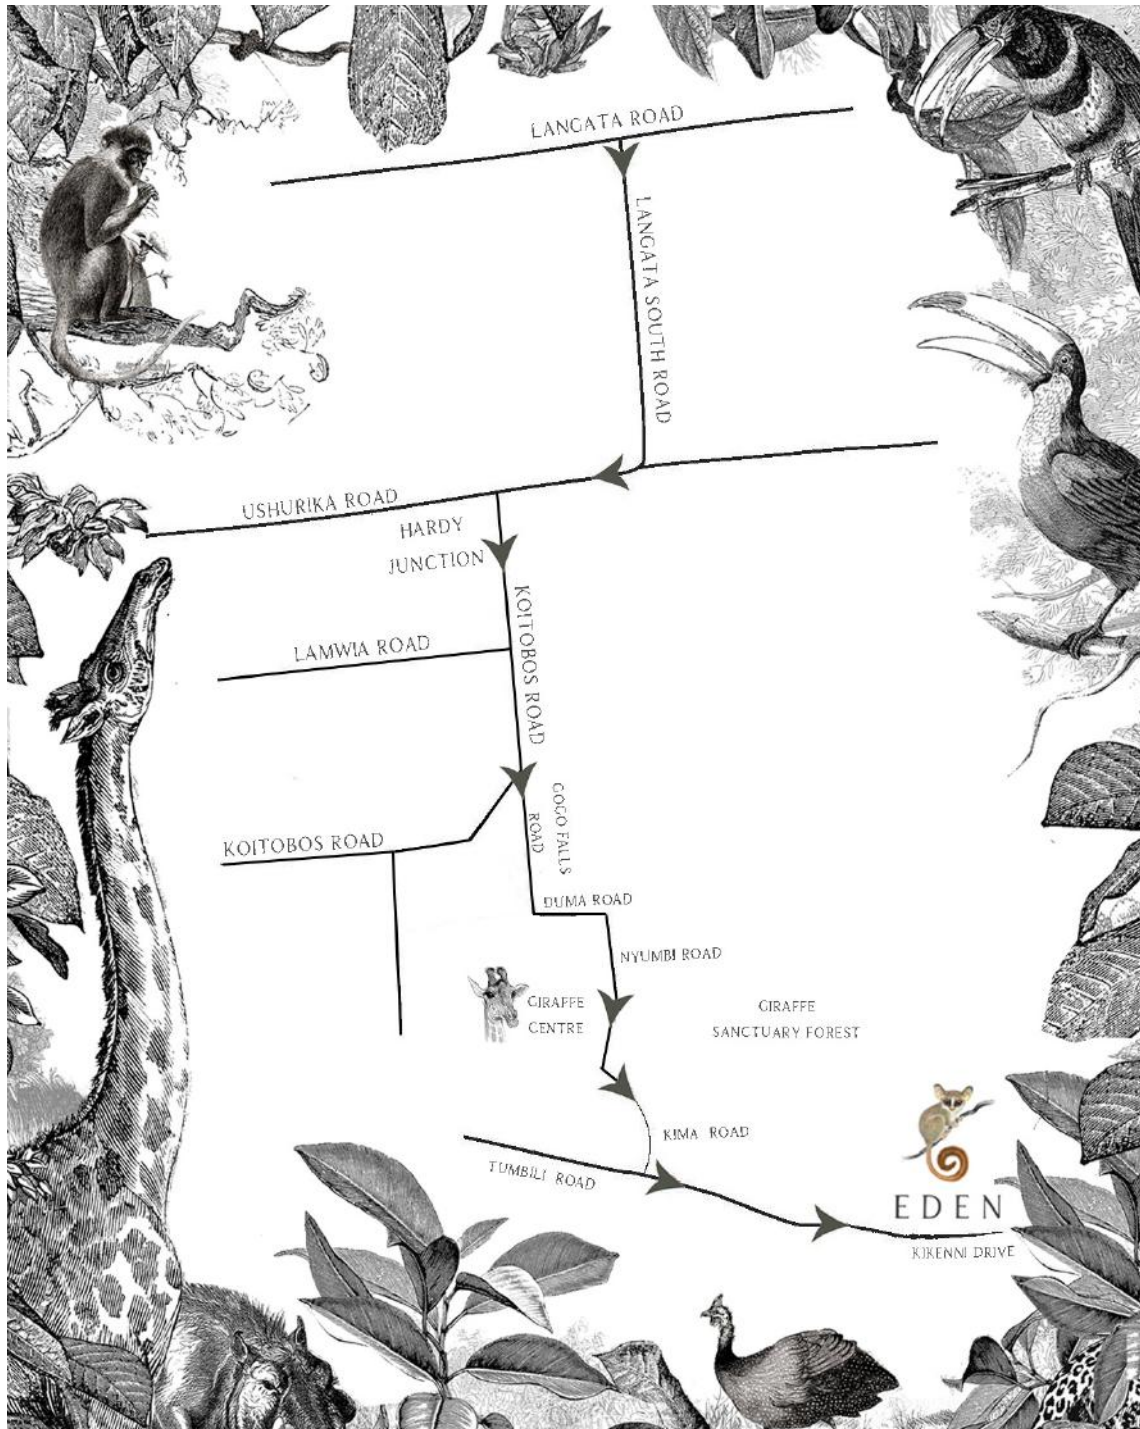 LANGATA ROAD
LANGATA SOUTH ROAD
USHURIKA ROAD
HARDY
JUNCTION
KOITOBOS ROAD
LAMWIA ROAD
GOGO FALLS
ROAD
KOITOBOS ROAD
DUMA ROAD
NYUMBI ROAD
GIRAFFE
CENTRE
GIRAFFE
SANCTUARY FOREST
KIMA ROAD
TUMBILI ROAD
EDEN
KIKENNI DRIVE